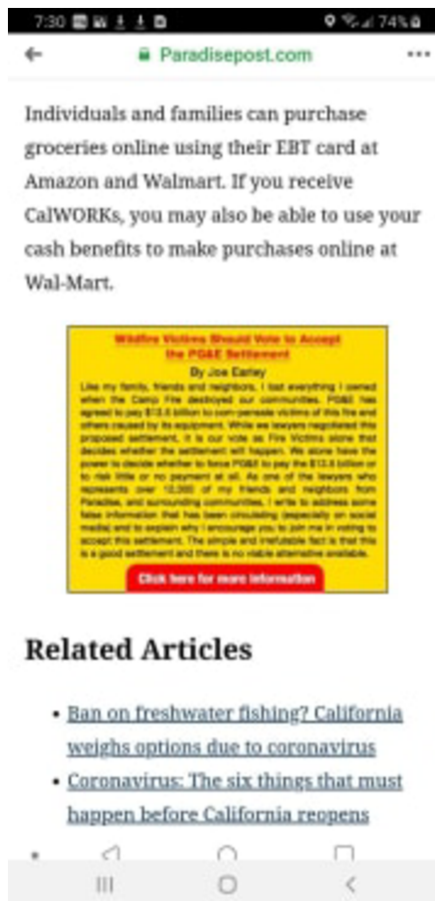 7:30
74%
Paradisepost.com
Individuals and families can purchase
groceries online using their EBT card at
Amazon and Walmart. If you receive
CalWORKs, you may also be able to use your
cash benefits to make purchases online at
Wal-Mart.
Wildfire Victims Should Vote to Accept
the PG&E Settlement
By Joe Earley
Like my family, friends and neighbors, I lost everything I owned
when the Camp Fire destroyed our communities. PG&E has
agreed to pay $13.5 billion to com-pensate victims of this fire and
others caused by its equipment. While we lawyers negotiated this
proposed settlement, it is our vote as Fire Victims alone that
decides whether the settlement will happen. We alone have the
power to decide whether to force PG&E to pay the $13.5 billion or
to risk little or no payment at all. As one of the lawyers who
represents over 12,000 of my friends and neighbors from
Paradise, and surrounding communities, I write to address some
false information that has been circulating (especially on social
media) and to explain why I encourage you to join me in voting to
accept this settlement. The simple and irrefutable fact is that this
is a good settlement and there is no viable alternative available.
Click here for more information
Related Articles
• Ban on freshwater fishing? California
weighs options due to coronavirus
• Coronavirus: The six things that must
happen before California reopens